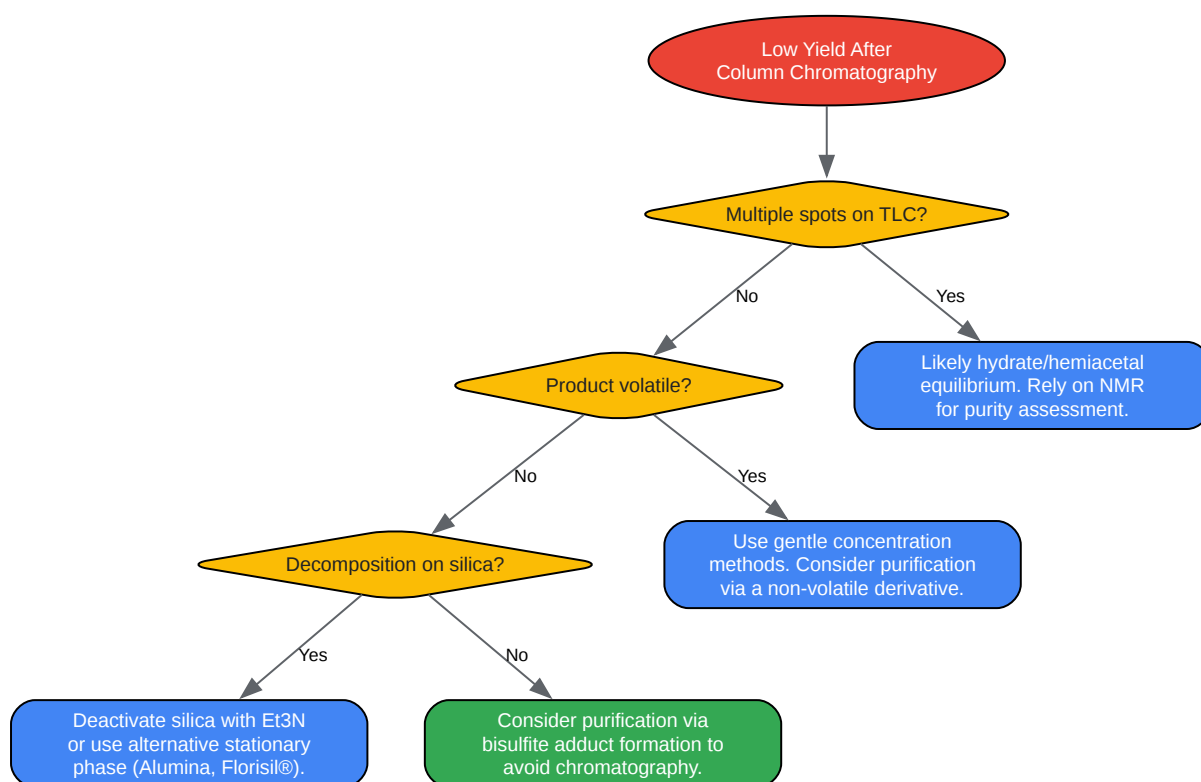 Low Yield After
Column Chromatography
Multiple spots on TLC?
No
Yes
Likely hydrate/hemiacetal
equilibrium. Rely on NMR
for purity assessment.
Product volatile?
No
Yes
Use gentle concentration
methods. Consider purification
via a non-volatile derivative.
Decomposition on silica?
Yes
No
Deactivate silica with Et3N
or use alternative stationary
phase (Alumina, Florisil®).
Consider purification via
bisulfite adduct formation to
avoid chromatography.